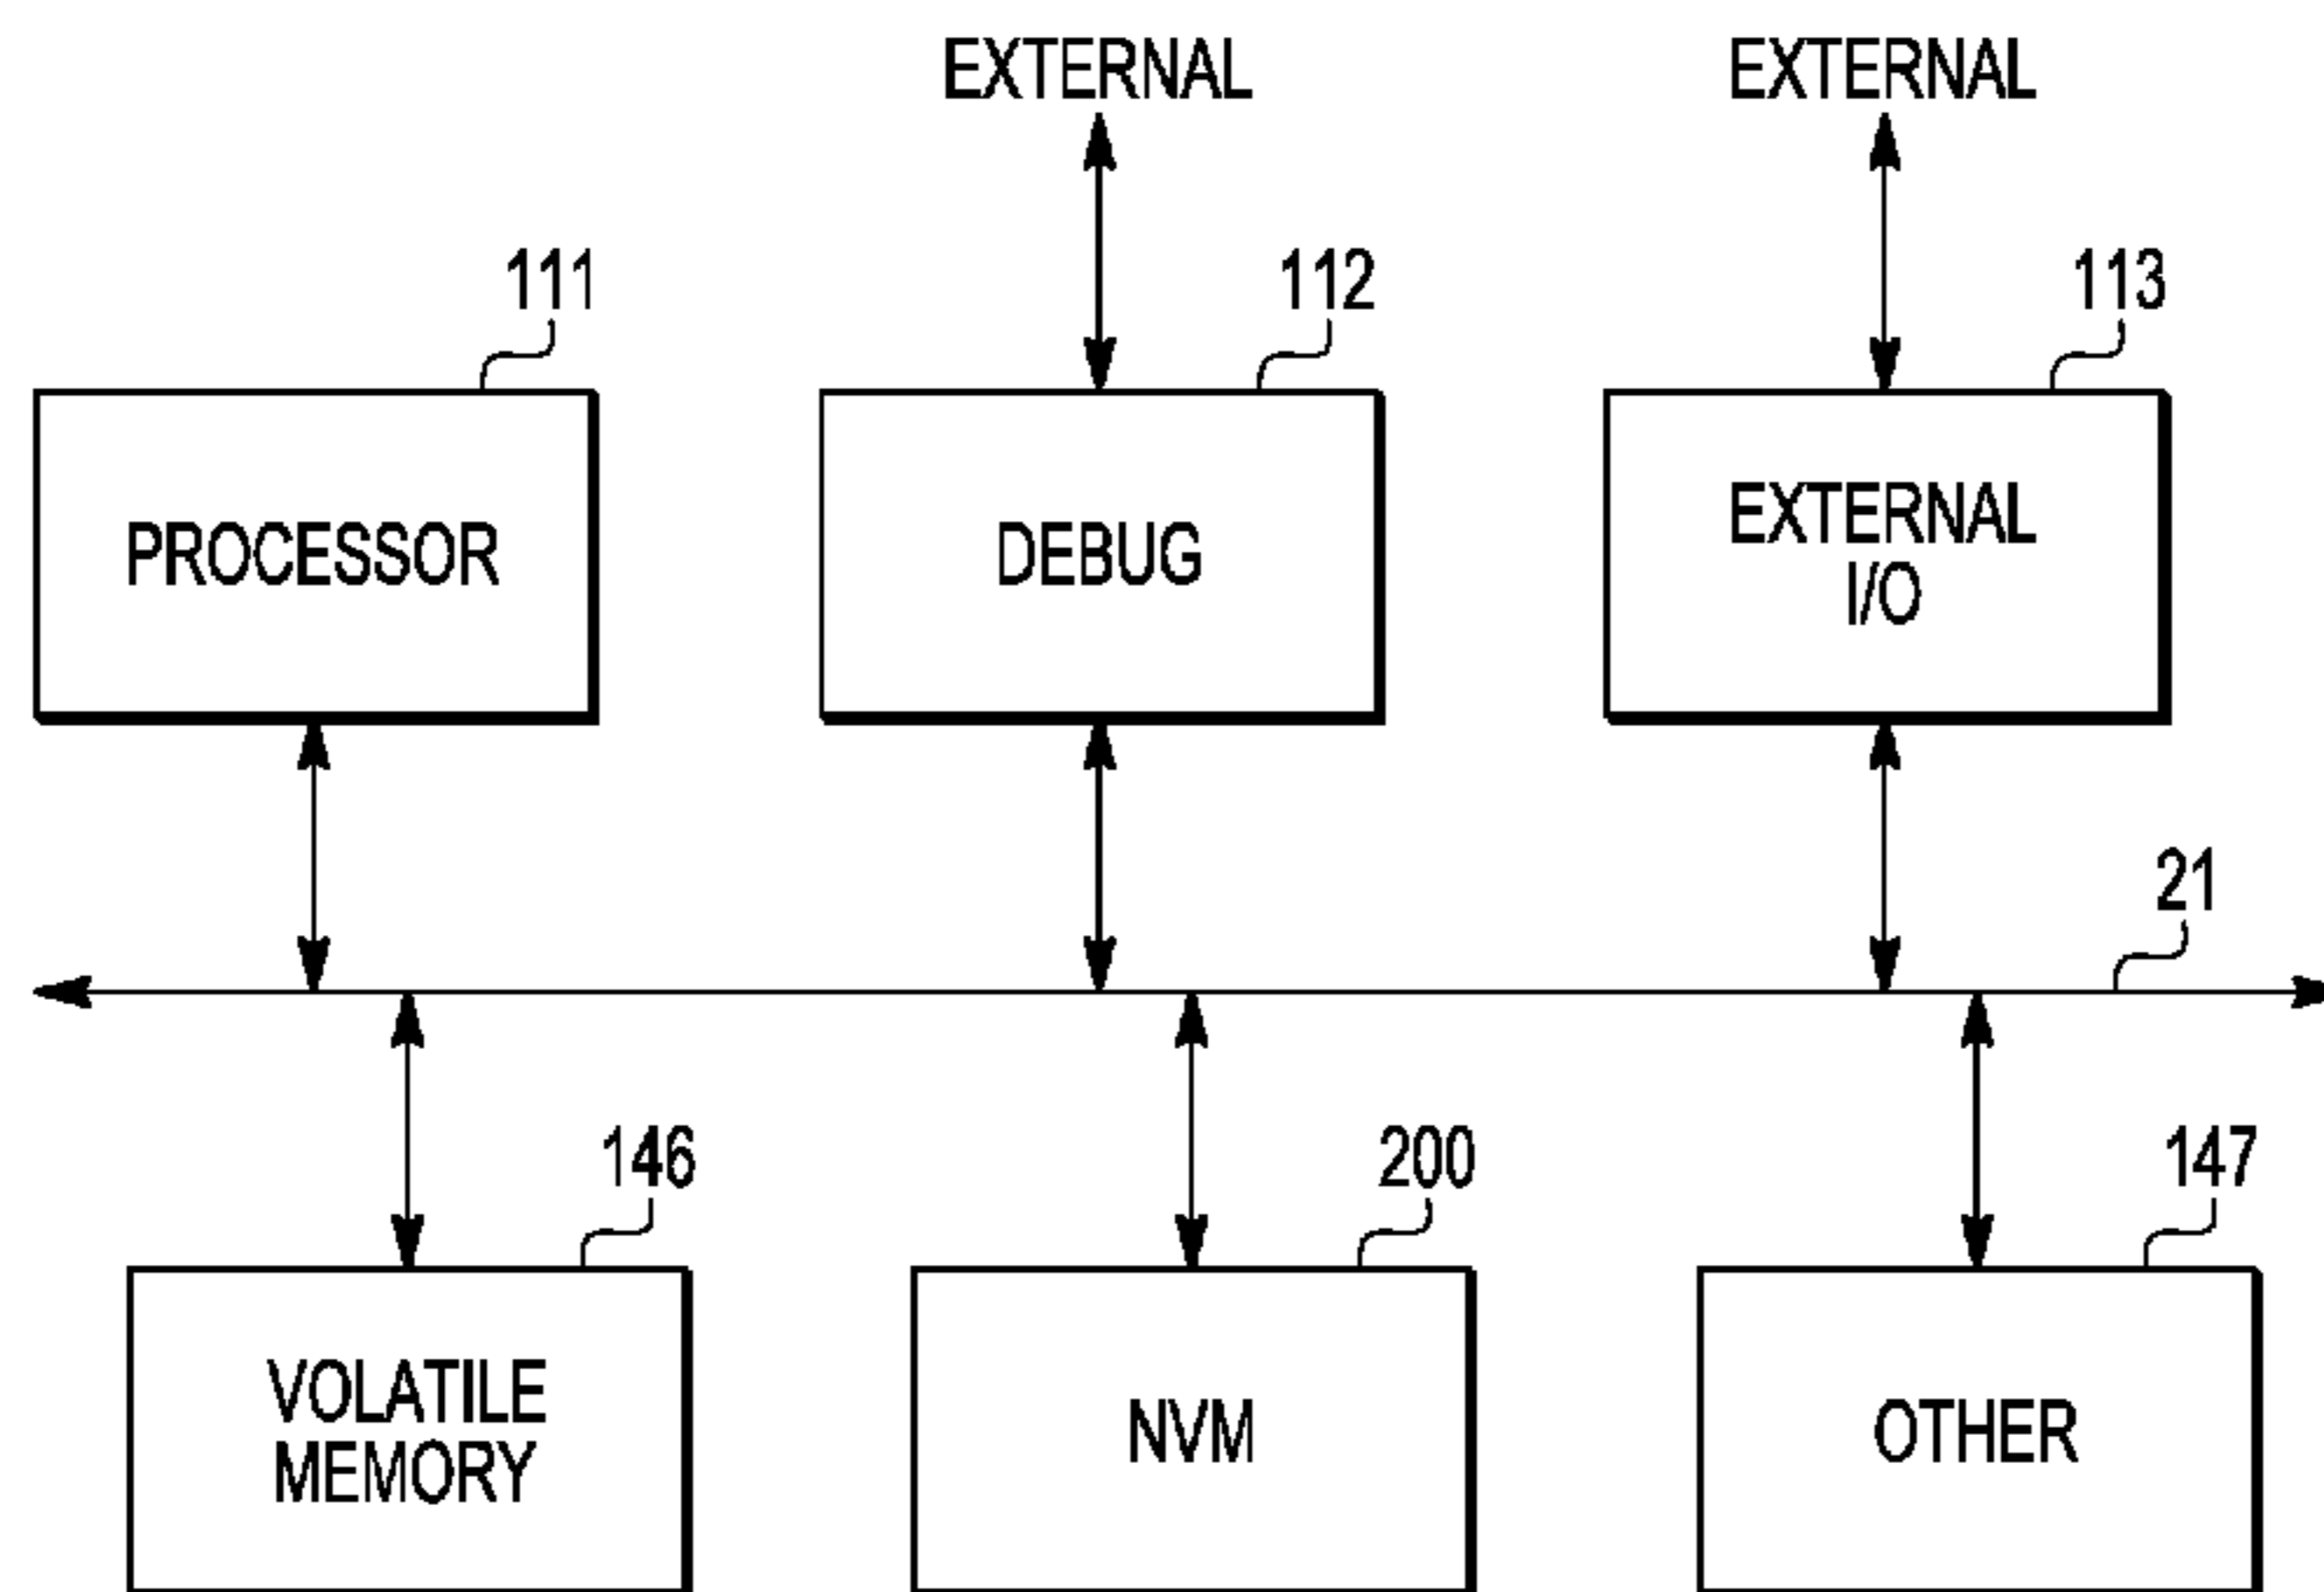 EXTERNAL
EXTERNAL
111
112
113
PROCESSOR
DEBUG
EXTERNAL
I/O
21
146
200
147
VOLATILE
MEMORY
NVM
OTHER